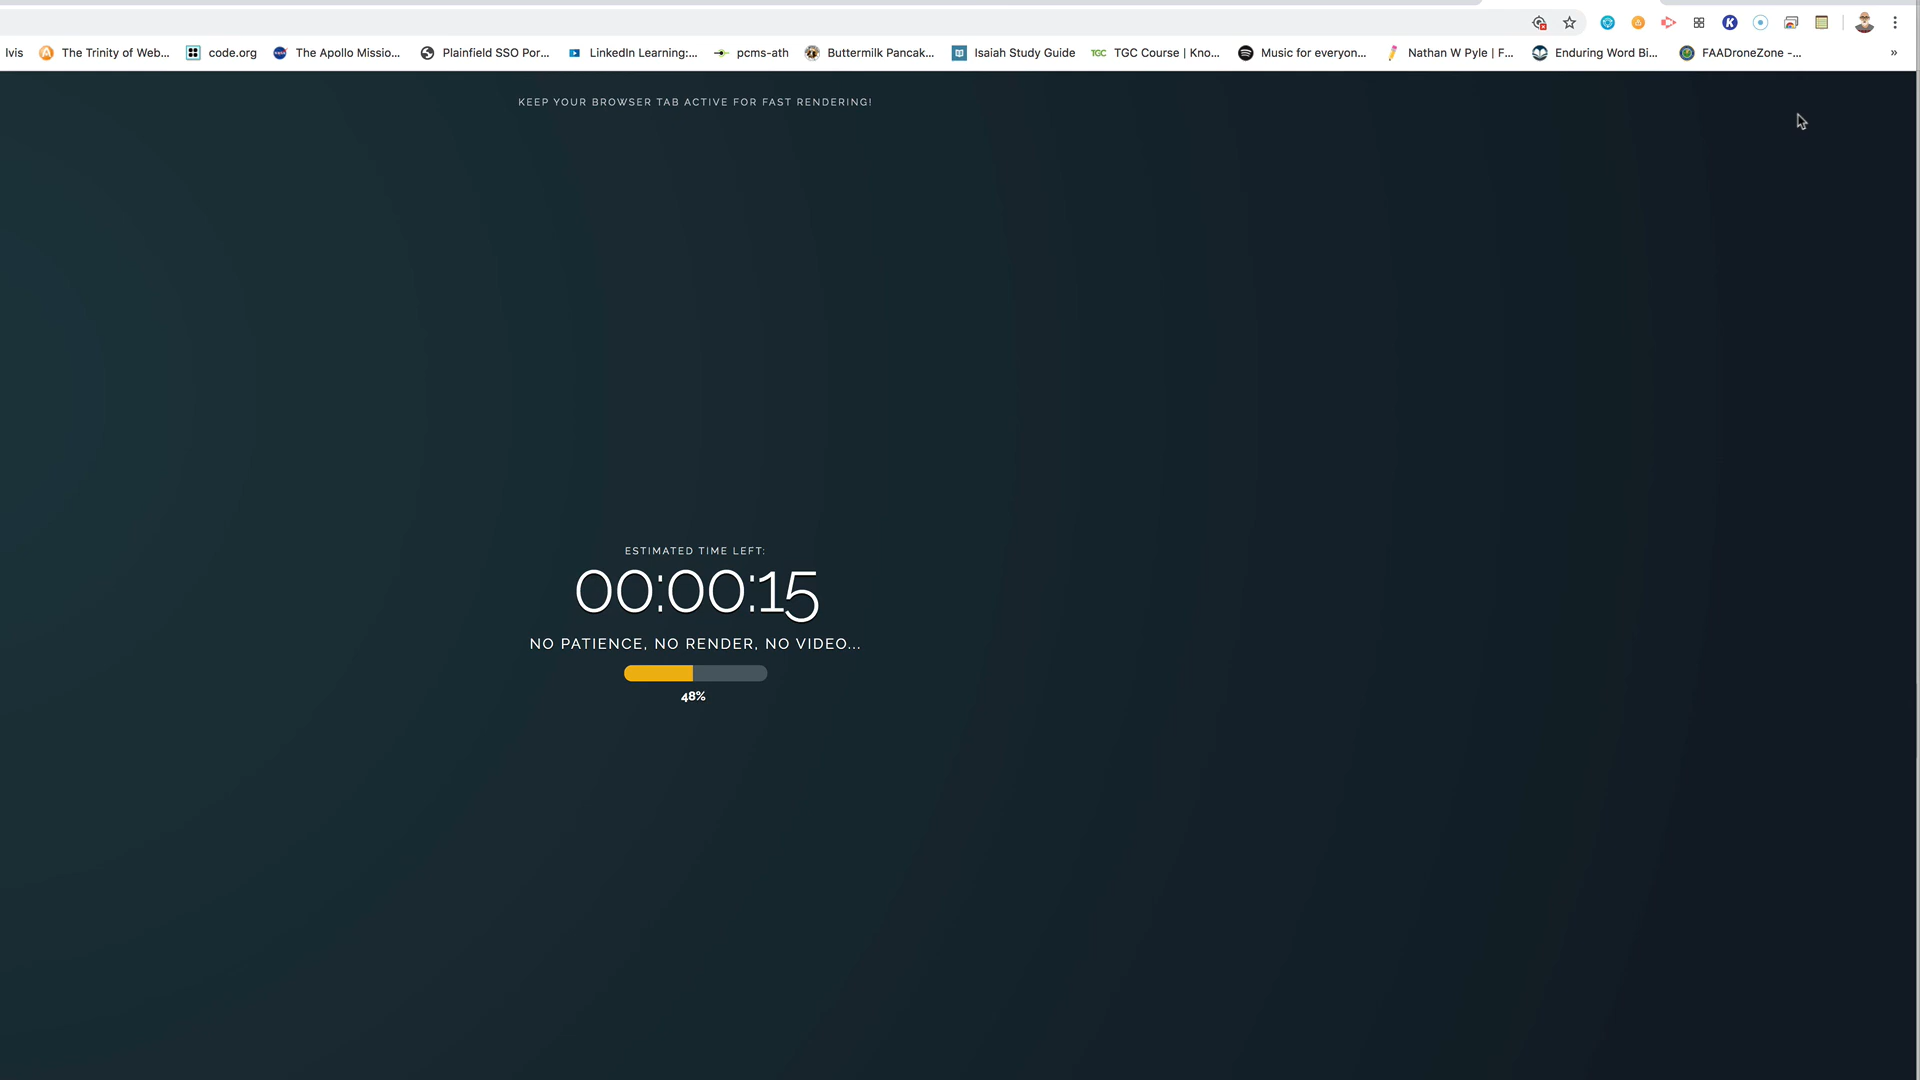 lvis
The Trinity of Web...
code.org
The Apollo Missio...
Plainfield SSO Por...
LinkedIn Learning:...
pcms-ath
Buttermilk Pancak...
Isaiah Study Guide
TGC
TGC Course | Kno...
Music for everyon...
Nathan W Pyle | F...
Enduring Word Bi...
FAADroneZone -...
»
KEEP YOUR BROWSER TAB ACTIVE FOR FAST RENDERING!
ESTIMATED TIME LEFT:
00:00:15
NO PATIENCE, NO RENDER, NO VIDEO...
48%